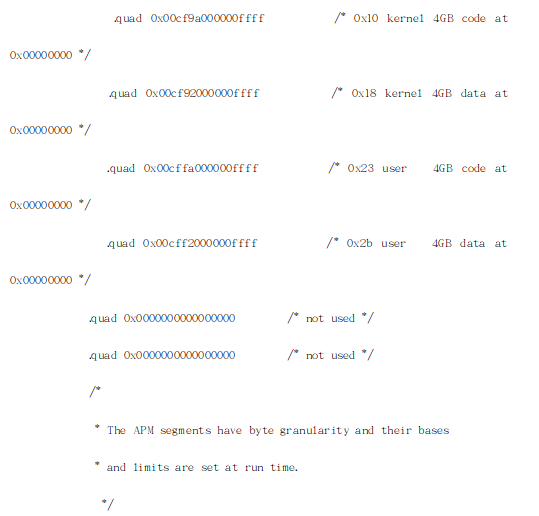 .quad 0x00cf9a000000ffff /* 0x10 kernel 4GB code at
0x00000000 */
.quad 0x00cf92000000ffff /* 0x18 kernel 4GB data at
0x00000000 */
.quad 0x00cffa000000ffff /* 0x23 user 4GB code at
0x00000000 */
.quad 0x00cff2000000ffff /* 0x2b user 4GB data at
0x00000000 */
.quad 0x0000000000000000 /* not used */
.quad 0x0000000000000000 /* not used */
/*
* The APM segments have byte granularity and their bases
* and limits are set at run time.
*/